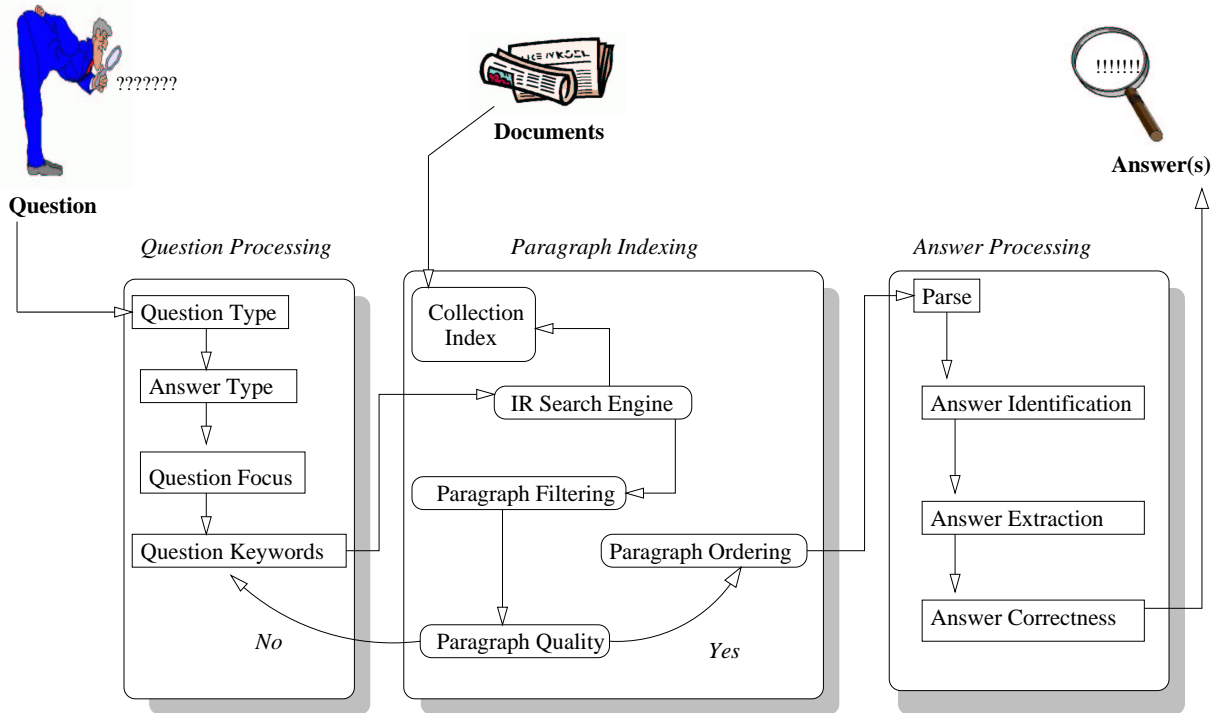 ???????
Documents
!!!!!!!
Answer(s)
Question
Question Processing
Question Type
Answer Type
Question Focus
Question Keywords
No
Paragraph Indexing
Collection
Index
IR Search Engine
Paragraph Filtering
Paragraph Ordering
Paragraph Quality
Yes
Answer Processing
Parse
Answer Identification
Answer Extraction
Answer Correctness